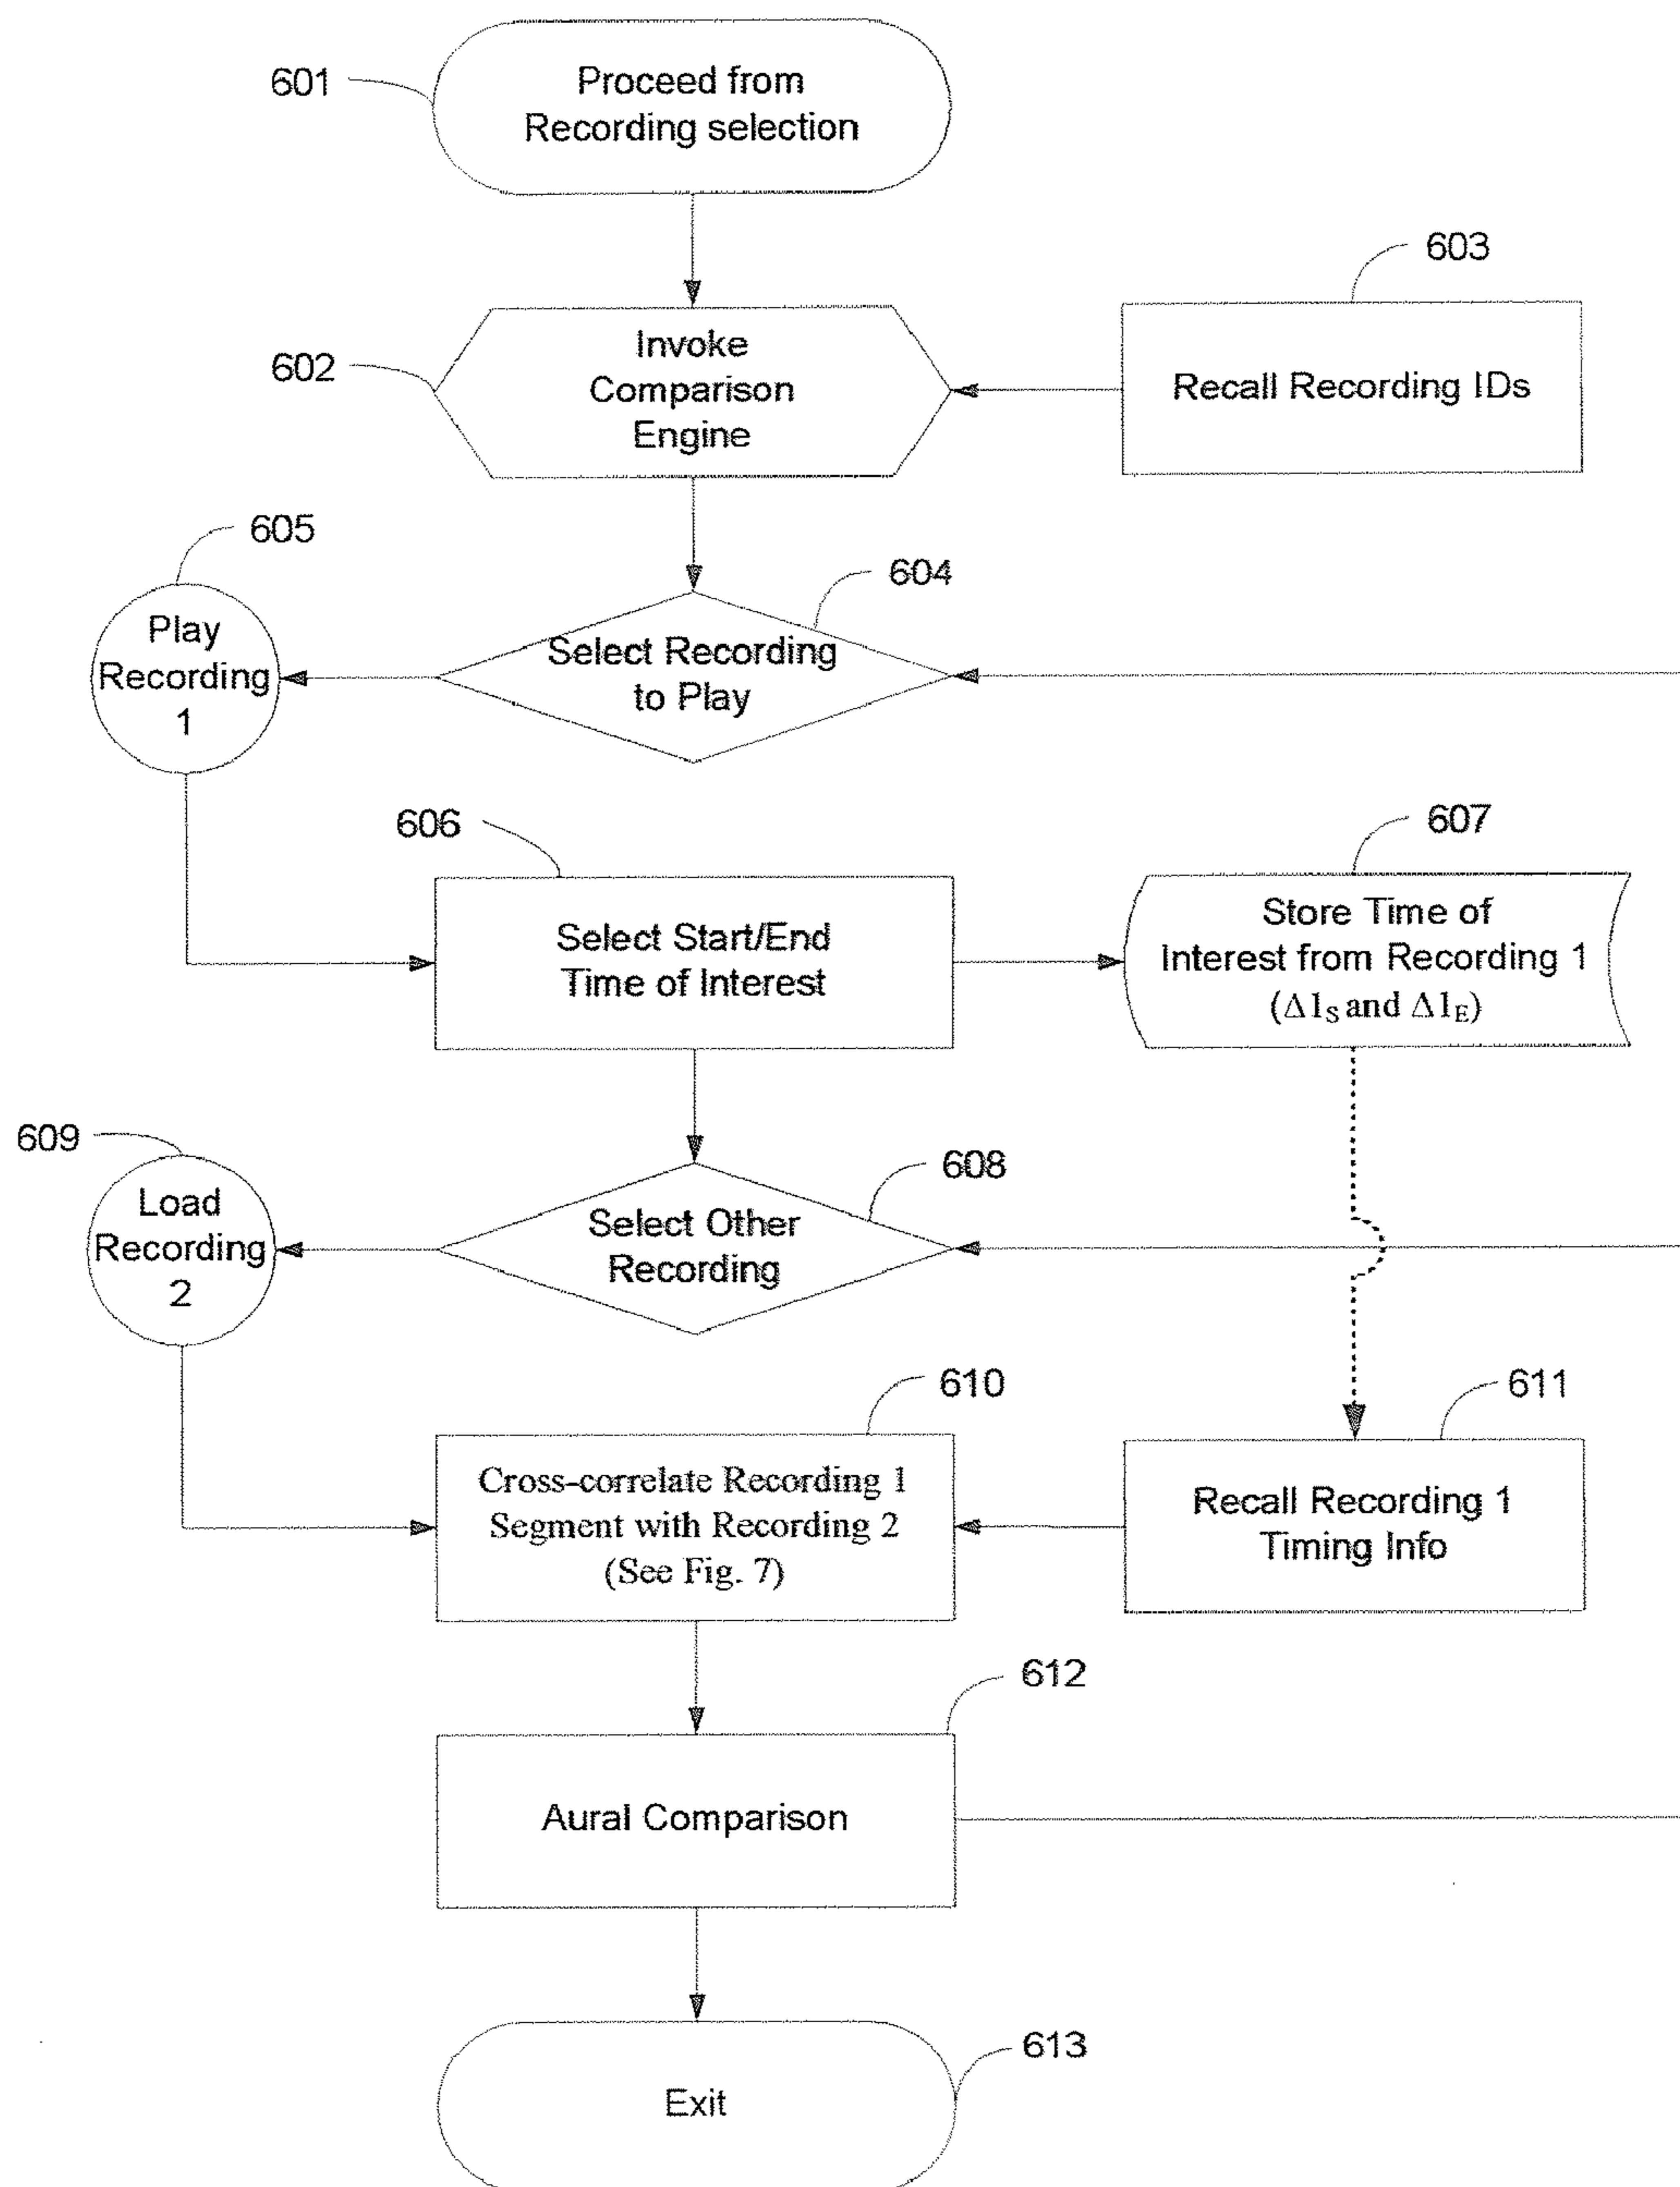 601
Proceed from
Recording selection
603
602
Invoke
Comparison
Engine
Recall Recording IDs
605
604
Play
Recording
1
Select Recording
to Play
606
607
Select Start/End
Time of Interest
Store Time of
Interest from Recording 1
(Δ1S and Δ1E)
609
608
Load
Recording
2
Select Other
Recording
610
611
Cross-correlate Recording 1
Segment with Recording 2
(See Fig. 7)
Recall Recording 1
Timing Info
612
Aural Comparison
613
Exit